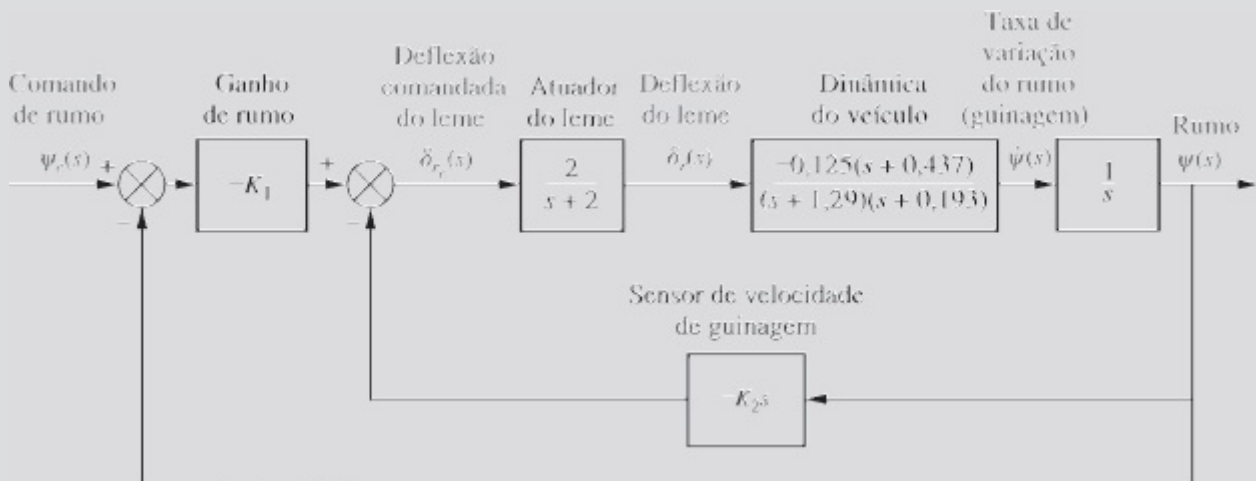 Comando
de rumo
ψr(s)
+
−
Ganho
de rumo
−K1
+
−
Deflexão
comandada
do leme
δrc(s)
Atuador
do leme
2
s + 2
Deflexão
do leme
δr(s)
Dinâmica
do veículo
−0,125(s + 0,437)
(s + 1,29)(s + 0,193)
Taxa de
variação
do rumo
(guinagem)
ψ̇(s)
1
s
Rumo
ψ(s)
Sensor de velocidade
de guinagem
−K2s